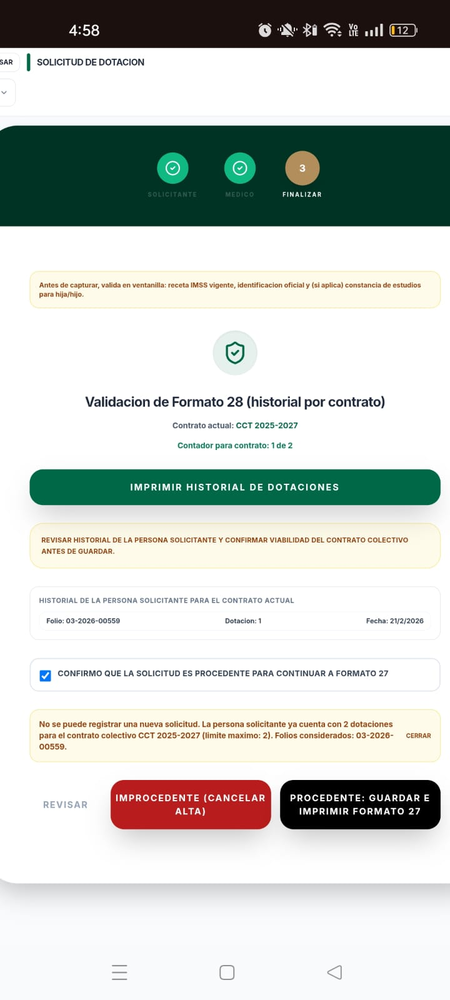 4:58
Vo
LTE
12
SAR
SOLICITUD DE DOTACION
3
SOLICITANTE
MEDICO
FINALIZAR
Antes de capturar, valida en ventanilla: receta IMSS vigente, identificacion oficial y (si aplica) constancia de estudios
para hija/hijo.
Validacion de Formato 28 (historial por contrato)
Contrato actual: CCT 2025-2027
Contador para contrato: 1 de 2
IMPRIMIR HISTORIAL DE DOTACIONES
REVISAR HISTORIAL DE LA PERSONA SOLICITANTE Y CONFIRMAR VIABILIDAD DEL CONTRATO COLECTIVO
ANTES DE GUARDAR.
HISTORIAL DE LA PERSONA SOLICITANTE PARA EL CONTRATO ACTUAL
Folio: 03-2026-00559 Dotacion: 1 Fecha: 21/2/2026
CONFIRMO QUE LA SOLICITUD ES PROCEDENTE PARA CONTINUAR A FORMATO 27
No se puede registrar una nueva solicitud. La persona solicitante ya cuenta con 2 dotaciones
para el contrato colectivo CCT 2025-2027 (limite maximo: 2). Folios considerados: 03-2026-
00559.
CERRAR
REVISAR
IMPROCEDENTE (CANCELAR
ALTA)
PROCEDENTE: GUARDAR E
IMPRIMIR FORMATO 27